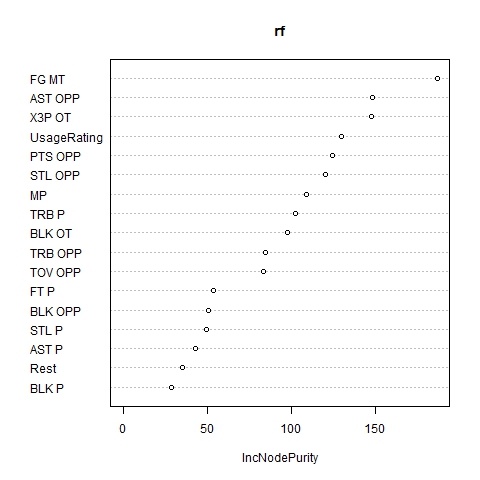 rf
FG MT
AST OPP
X3P OT
UsageRating
PTS OPP
STL OPP
MP
TRB P
BLK OT
TRB OPP
TOV OPP
FT P
BLK OPP
STL P
AST P
Rest
BLK P
0 50 100 150
IncNodePurity